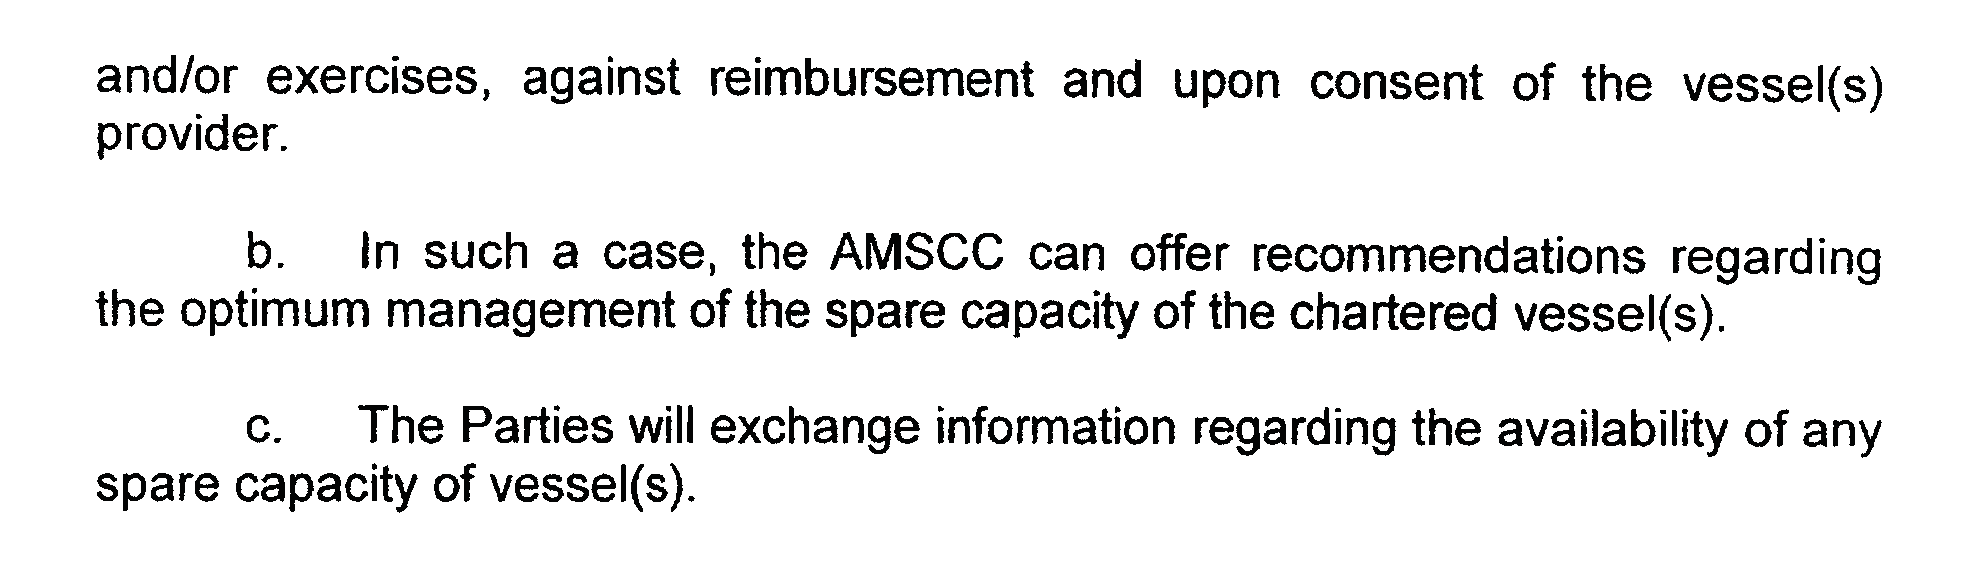 and/or exercises, against reimbursement and upon consent of the vessel(s)
provider.
b. In such a case, the AMSCC can offer recommendations regarding
the optimum management of the spare capacity of the chartered vessel(s).
c. The Parties will exchange information regarding the availability of any
spare capacity of vessel(s).